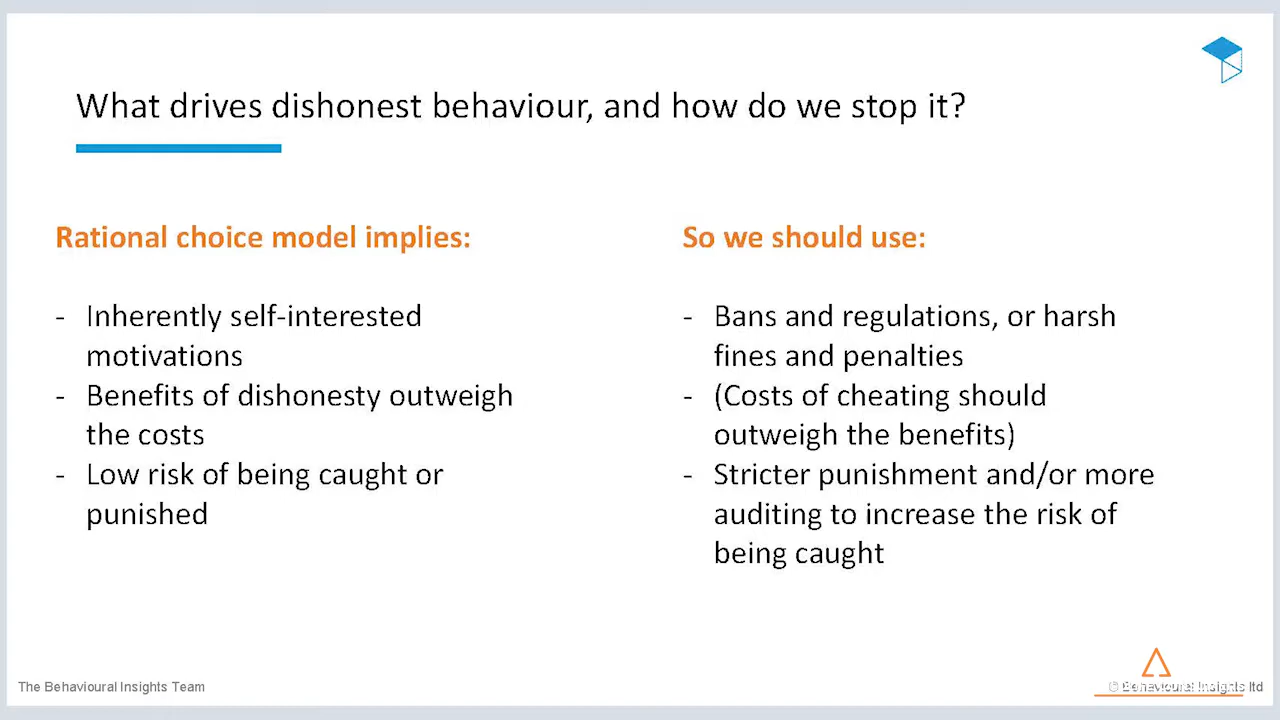 What drives dishonest behaviour, and how do we stop it?
Rational choice model implies:
- Inherently self-interested
motivations
- Benefits of dishonesty outweigh
the costs
- Low risk of being caught or
punished
So we should use:
- Bans and regulations, or harsh
fines and penalties
- (Costs of cheating should
outweigh the benefits)
- Stricter punishment and/or more
auditing to increase the risk of
being caught
The Behavioural Insights Team
© Behavioural Insights ltd